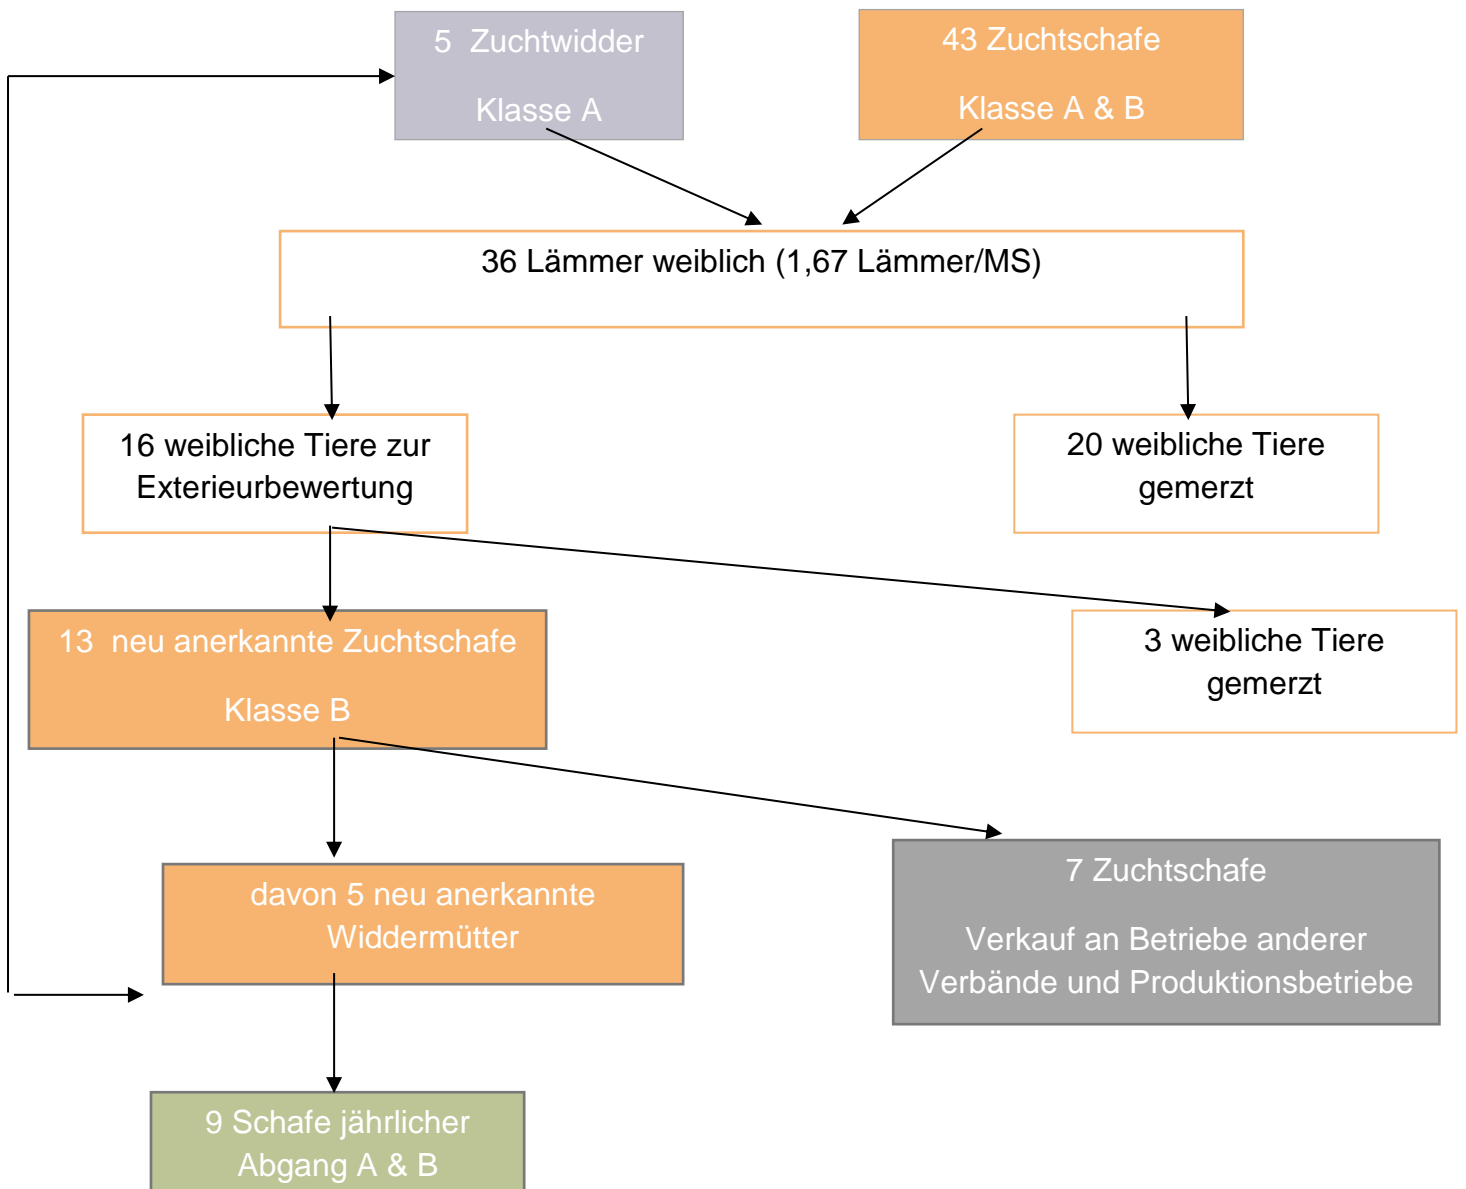 5 Zuchtwidder
Klasse A
43 Zuchtschafe
Klasse A & B
36 Lämmer weiblich (1,67 Lämmer/MS)
16 weibliche Tiere zur
Exterieurbewertung
20 weibliche Tiere
gemerzt
13 neu anerkannte Zuchtschafe
Klasse B
3 weibliche Tiere
gemerzt
davon 5 neu anerkannte
Widdermütter
7 Zuchtschafe
Verkauf an Betriebe anderer
Verbände und Produktionsbetriebe
9 Schafe jährlicher
Abgang A & B